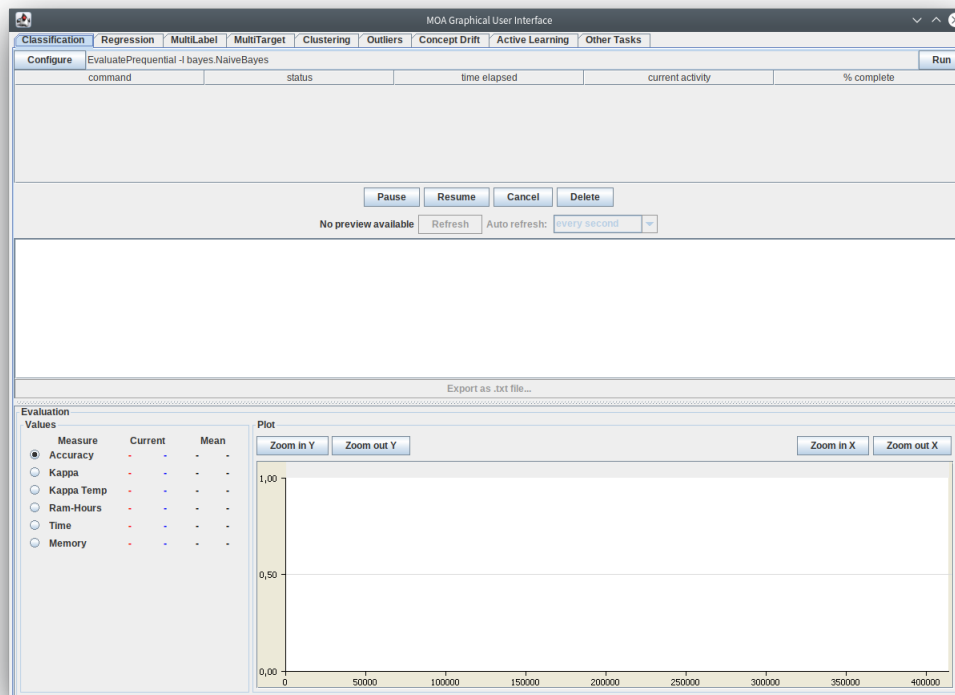 MOA Graphical User Interface
Classification Regression MultiLabel MultiTarget Clustering Outliers Concept Drift Active Learning Other Tasks
Configure EvaluatePrequential -l bayes.NaiveBayes Run
command status time elapsed current activity % complete
Pause Resume Cancel Delete
No preview available Refresh Auto refresh: every second
Export as .txt file...
Evaluation
Values Plot
Measure Current Mean
Zoom in Y Zoom out Y Zoom in X Zoom out X
Accuracy - - - -
Kappa - - - -
Kappa Temp - - - -
Ram-Hours - - - -
Time - - - -
Memory - - - -
1,00
0,50
0,00
0 50000 100000 150000 200000 250000 300000 350000 400000